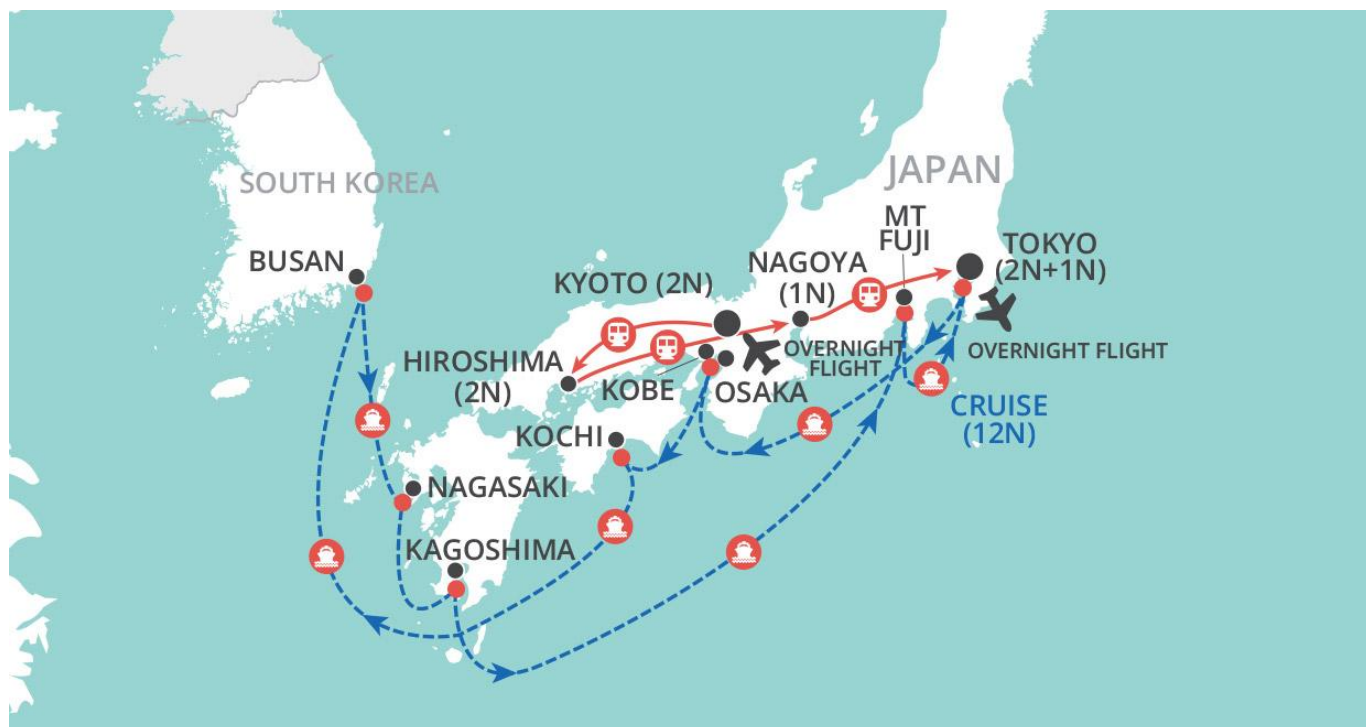 SOUTH KOREA
JAPAN
MT
FUJI
TOKYO
(2N+1N)
BUSAN
NAGOYA
(1N)
KYOTO (2N)
OVERNIGHT
FLIGHT
OVERNIGHT FLIGHT
HIROSHIMA
(2N)
KOBE
OSAKA
CRUISE
(12N)
KOCHI
NAGASAKI
KAGOSHIMA